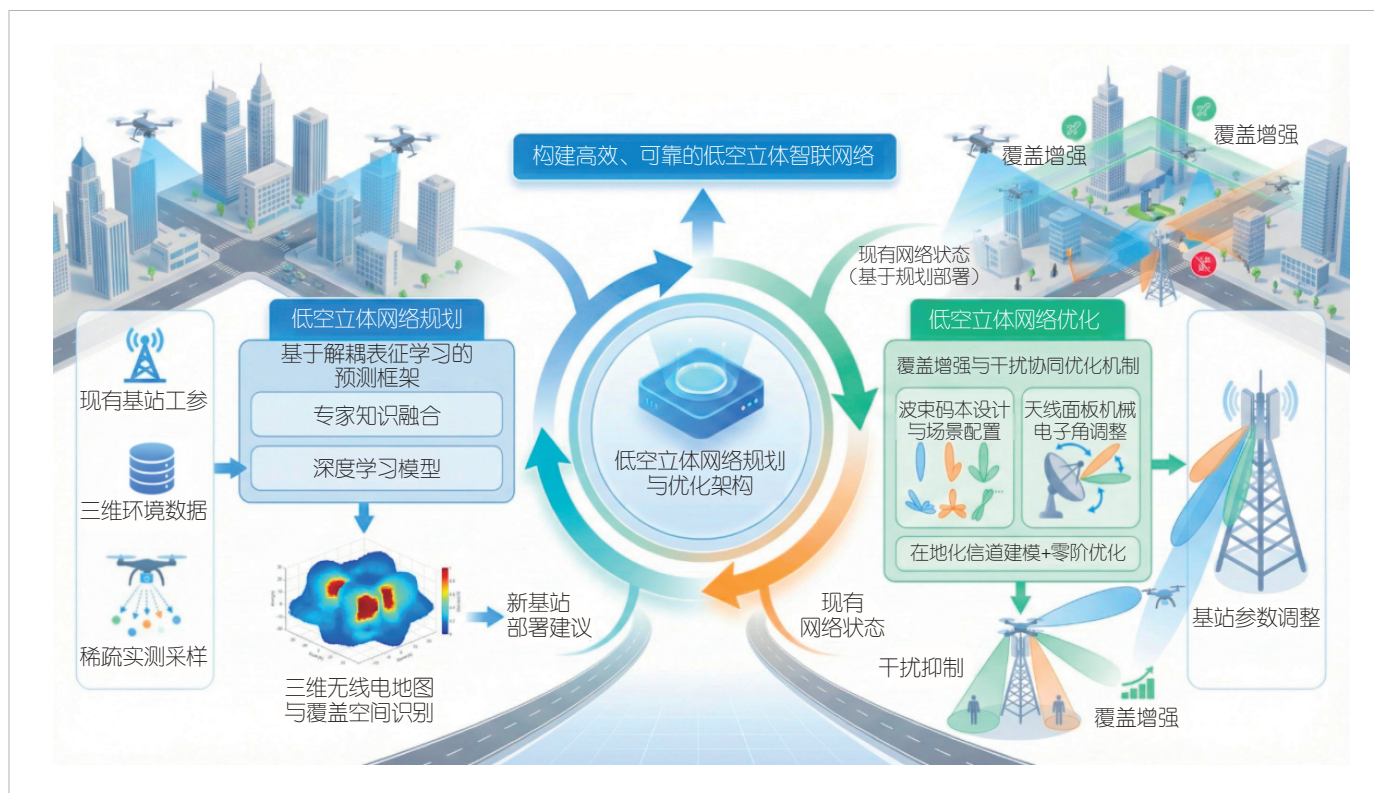 构建高效、可靠的低空立体智联网络
覆盖增强
覆盖增强
现有网络状态
（基于规划部署）
低空立体网络规划
基于解耦表征学习的
预测框架
专家知识融合
深度学习模型
现有基站工参
三维环境数据
稀疏实测采样
三维无线电地图
与覆盖空间识别
新基站
部署建议
低空立体网络规划
与优化架构
现有
网络状态
低空立体网络优化
覆盖增强与干扰协同优化机制
波束码本设计
与场景配置
天线面板机械
电子角调整
在地化信道建模+零阶优化
干扰抑制
覆盖增强
基站参数调整